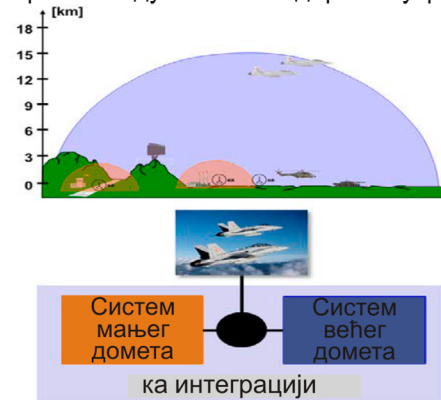 [km]
18
15
12
9
6
3
0
Систем
мањег
домета
Систем
већег
домета
ка интеграцији